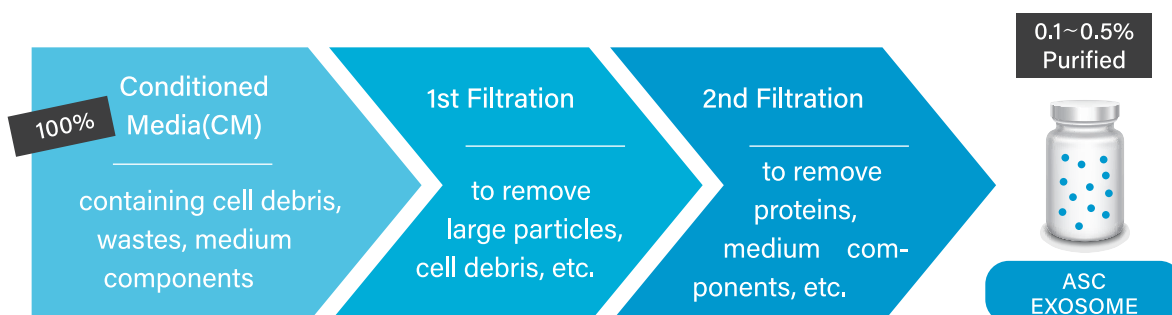 100%
Conditioned
Media(CM)
containing cell debris,
wastes, medium
components
1st Filtration
to remove
large particles,
cell debris, etc.
2nd Filtration
to remove
proteins,
medium com-
ponents, etc.
0.1~0.5%
Purified
ASC
EXOSOME